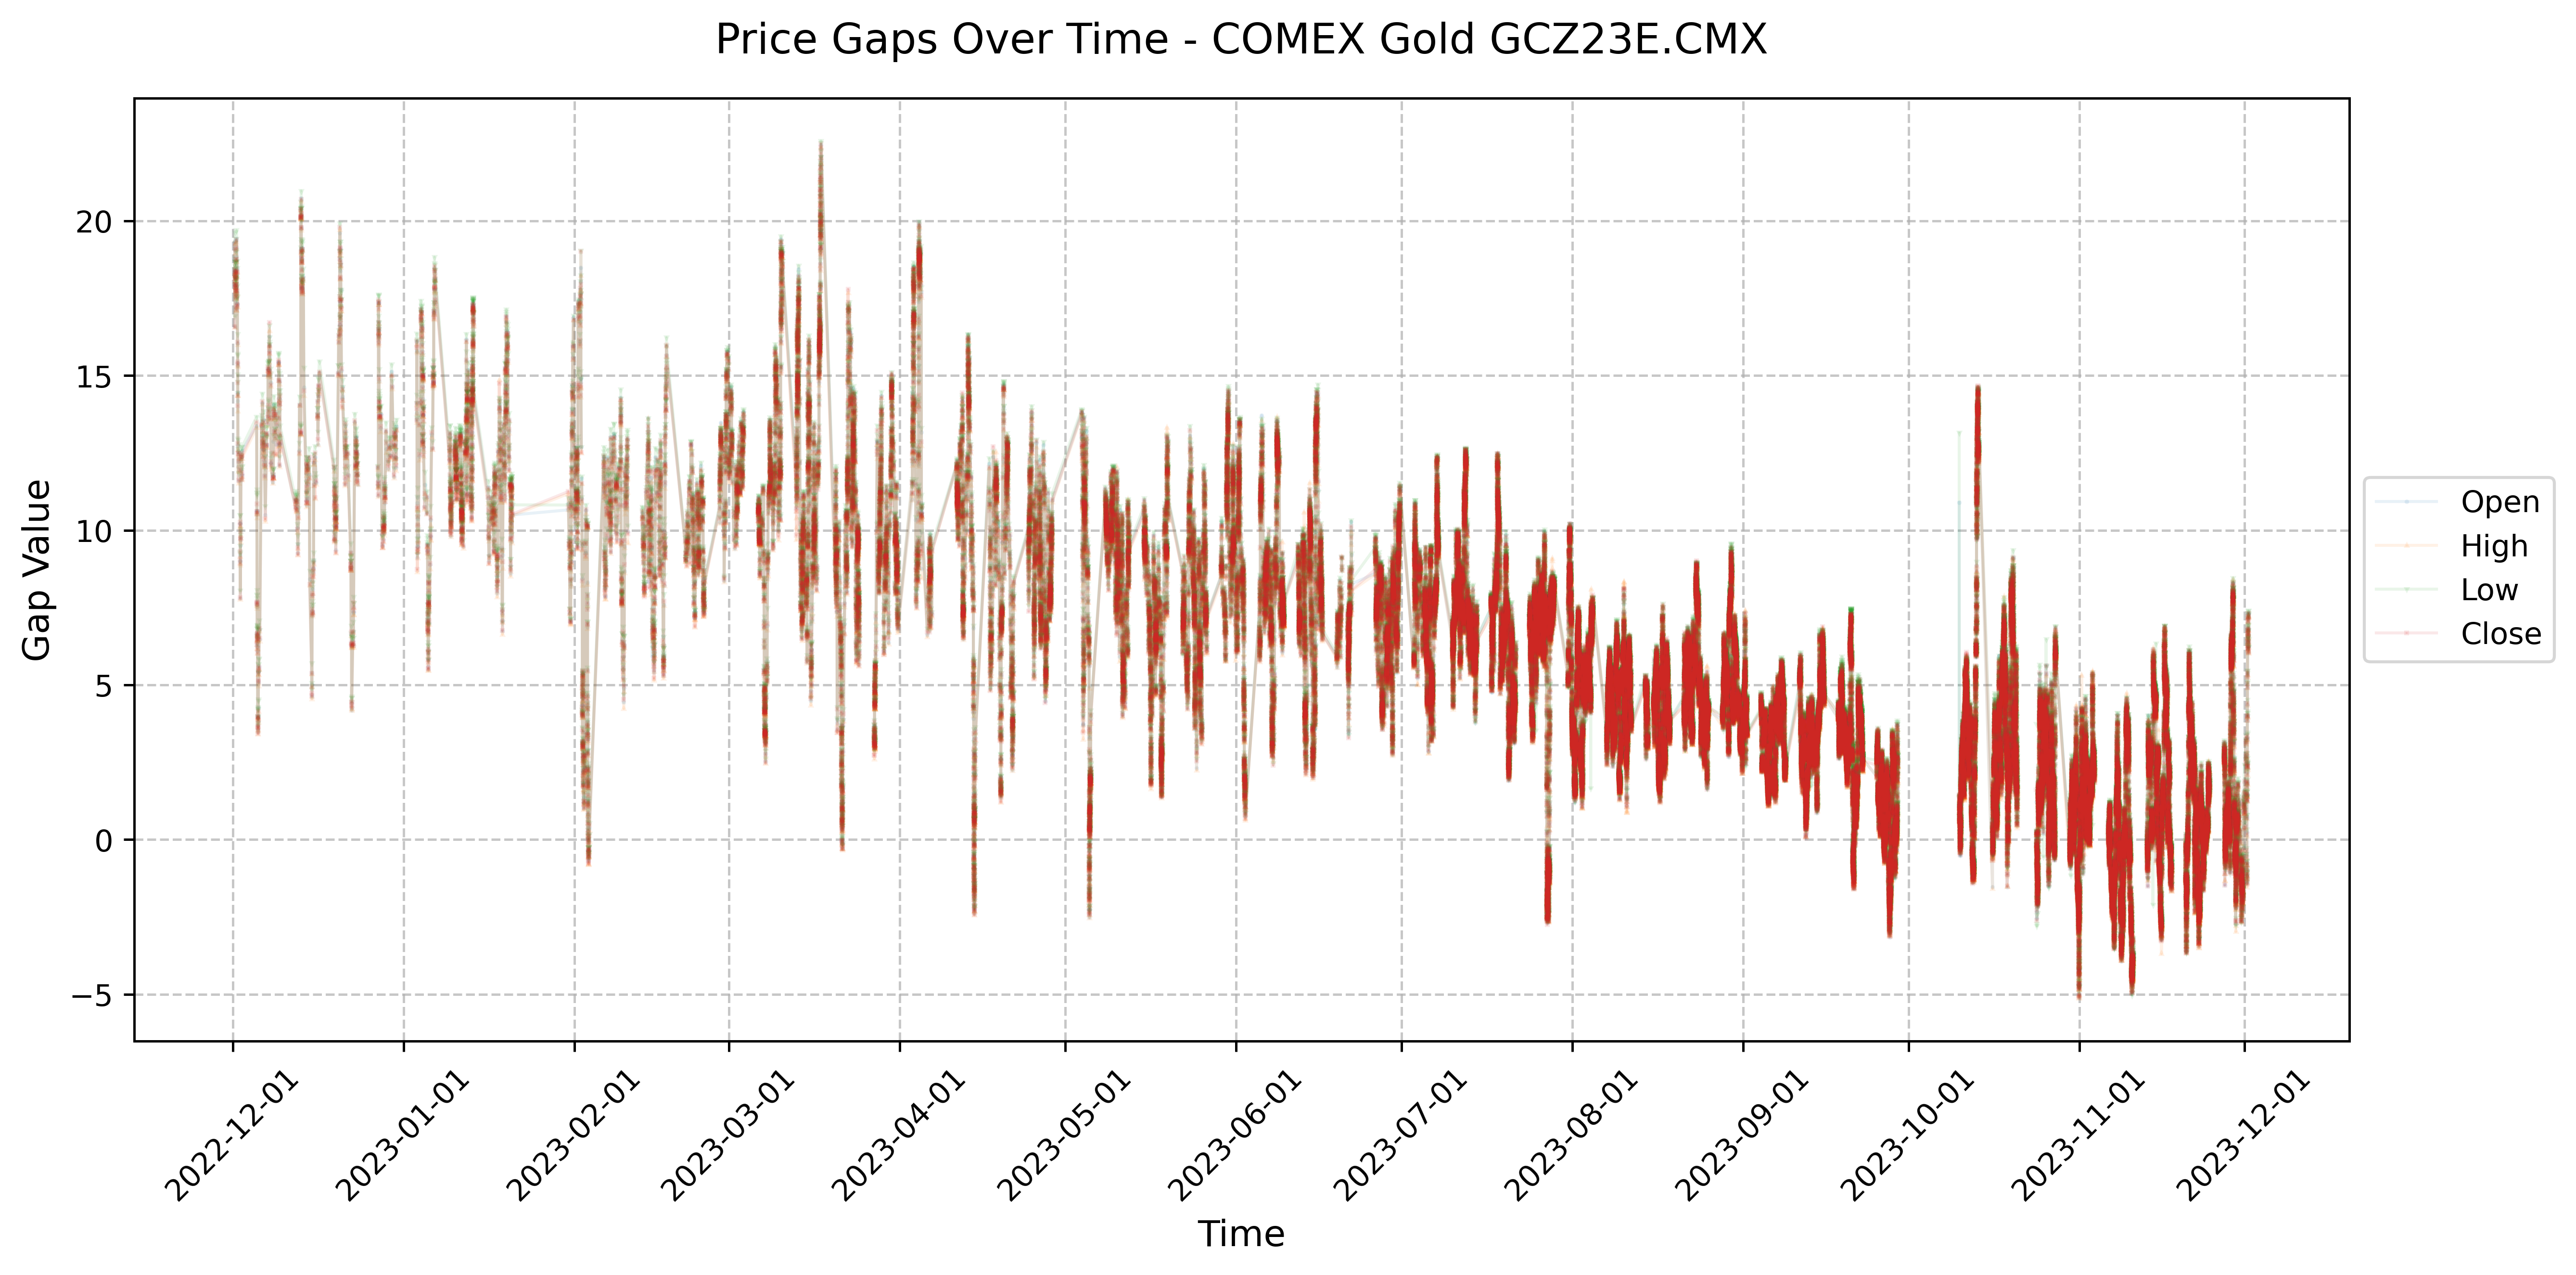 Price Gaps Over Time - COMEX Gold GCZ23E.CMX
Gap Value
20
15
10
5
0
−5
2022-12-01
2023-01-01
2023-02-01
2023-03-01
2023-04-01
2023-05-01
2023-06-01
2023-07-01
2023-08-01
2023-09-01
2023-10-01
2023-11-01
2023-12-01
Time
Open
High
Low
Close